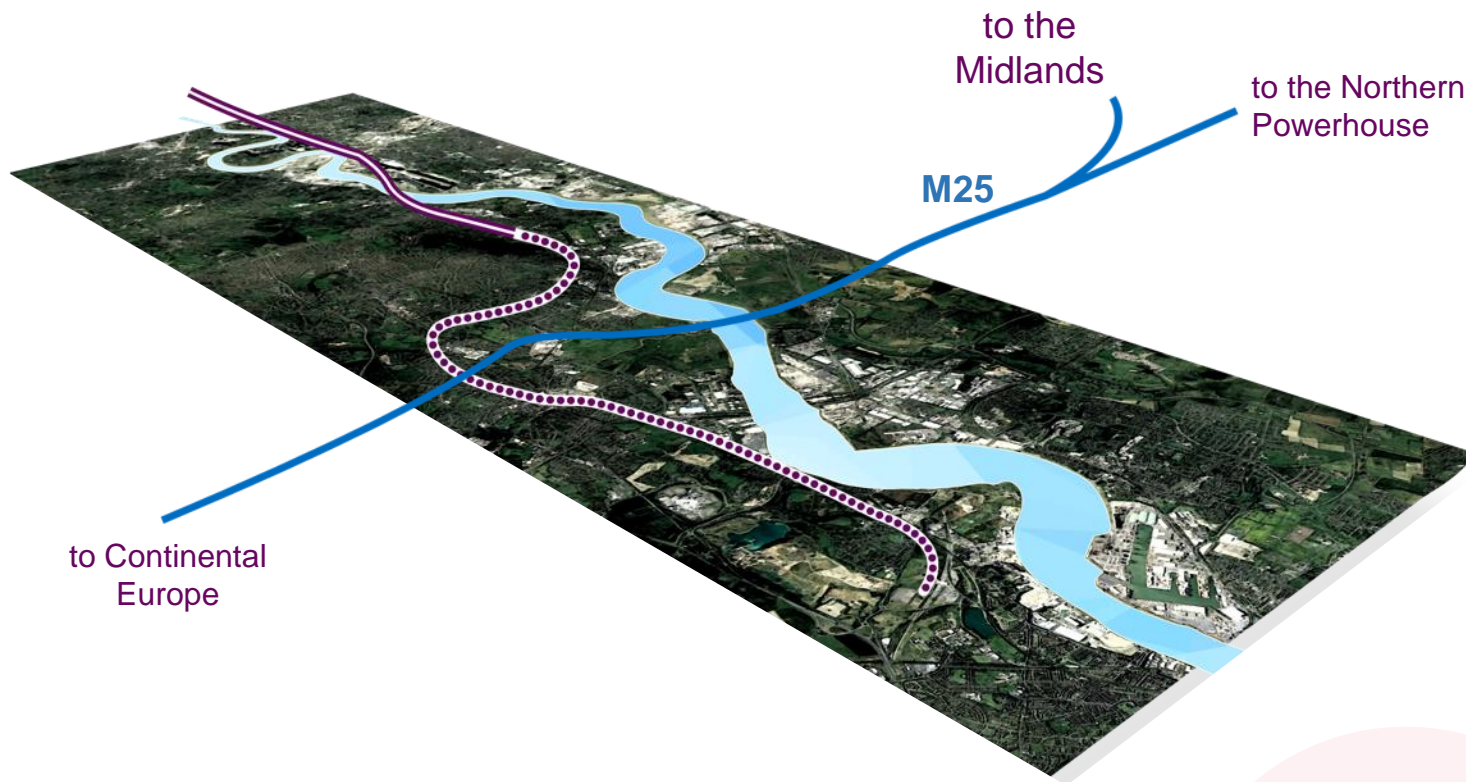 to the
Midlands
to the Northern
Powerhouse
M25
to Continental
Europe